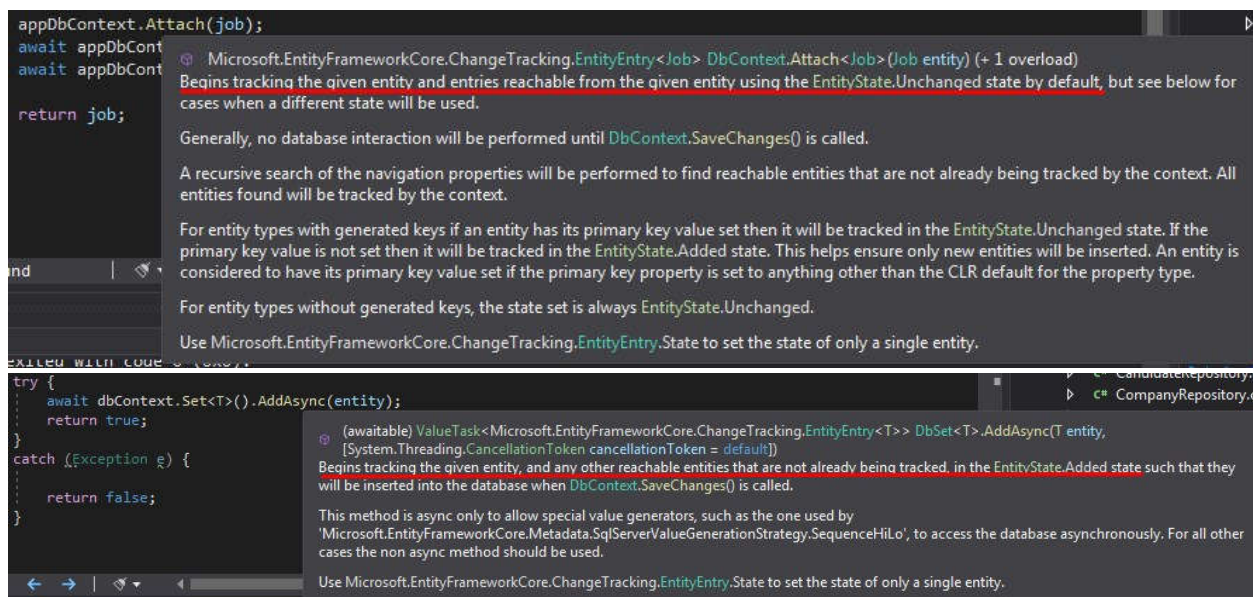 appDbContext.Attach(job);
await appDbCont
await appDbCont
return job;
Microsoft.EntityFrameworkCore.ChangeTracking.EntityEntry<Job> DbContext.Attach<Job>(Job entity) (+ 1 overload)
Begins tracking the given entity and entries reachable from the given entity using the EntityState.Unchanged state by default, but see below for
cases when a different state will be used.
Generally, no database interaction will be performed until DbContext.SaveChanges() is called.
A recursive search of the navigation properties will be performed to find reachable entities that are not already being tracked by the context. All
entities found will be tracked by the context.
For entity types with generated keys if an entity has its primary key value set then it will be tracked in the EntityState.Unchanged state. If the
primary key value is not set then it will be tracked in the EntityState.Added state. This helps ensure only new entities will be inserted. An entity is
considered to have its primary key value set if the primary key property is set to anything other than the CLR default for the property type.
For entity types without generated keys, the state set is always EntityState.Unchanged.
Use Microsoft.EntityFrameworkCore.ChangeTracking.EntityEntry.State to set the state of only a single entity.
und
exited with code
try {
await dbContext.Set<T>().AddAsync(entity);
return true;
}
catch (Exception e) {
return false;
}
CandidateRepository.
C# CompanyRepository.c
(awaitable) ValueTask<Microsoft.EntityFrameworkCore.ChangeTracking.EntityEntry<T>> DbSet<T>.AddAsync(T entity,
[System.Threading.CancellationToken cancellationToken = default])
Begins tracking the given entity, and any other reachable entities that are not already being tracked, in the EntityState.Added state such that they
will be inserted into the database when DbContext.SaveChanges() is called.
This method is async only to allow special value generators, such as the one used by
'Microsoft.EntityFrameworkCore.Metadata.SqlServerValueGenerationStrategy.SequenceHiLo', to access the database asynchronously. For all other
cases the non async method should be used.
Use Microsoft.EntityFrameworkCore.ChangeTracking.EntityEntry.State to set the state of only a single entity.